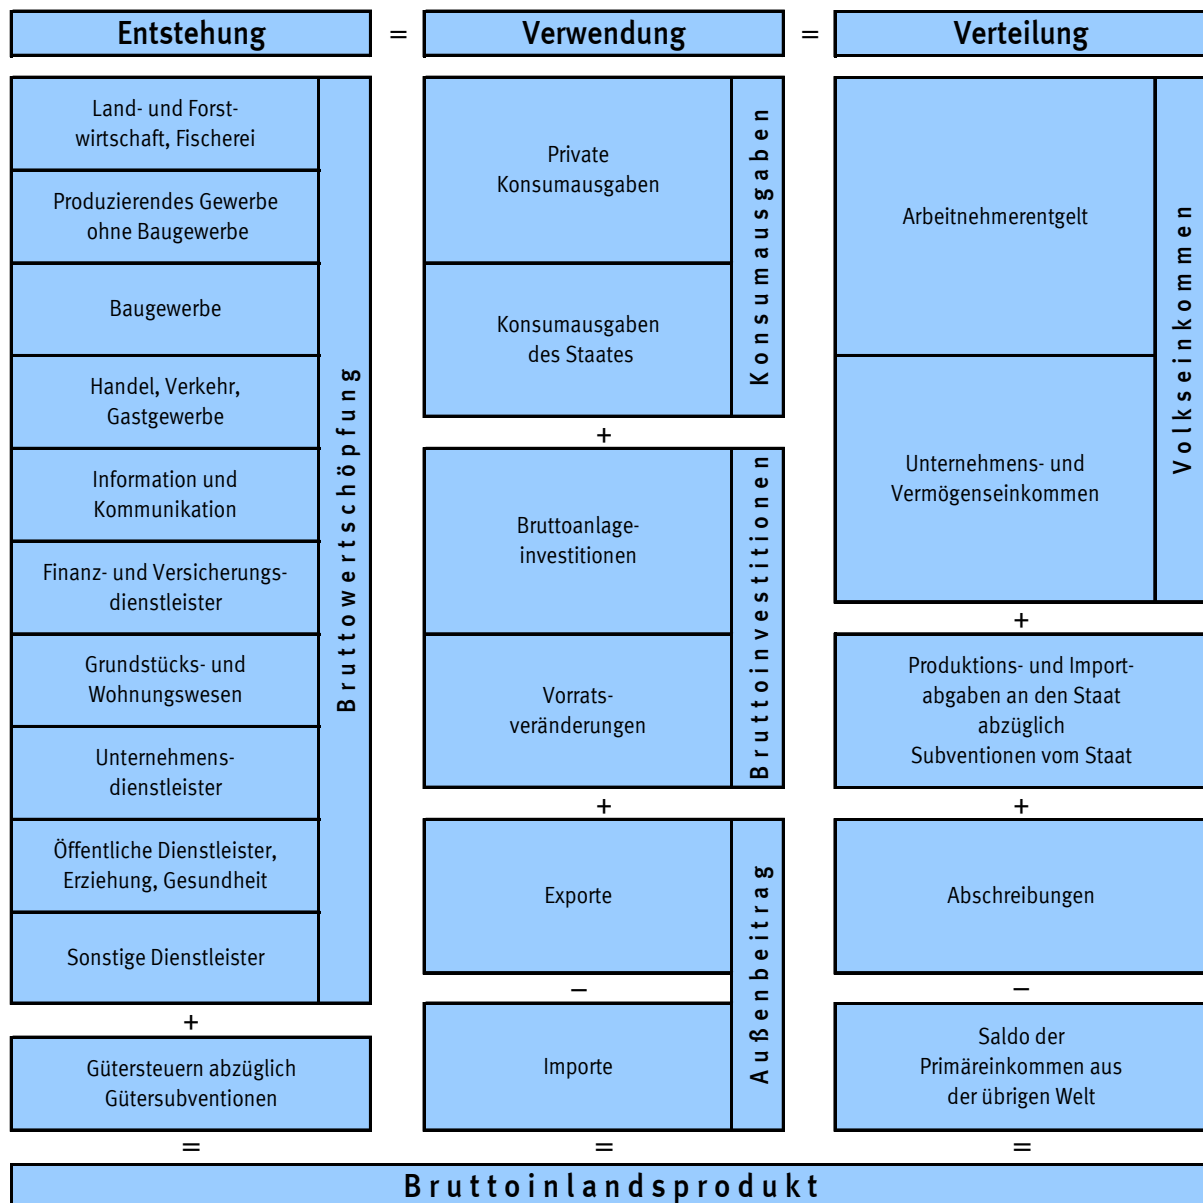 Entstehung
=
Verwendung
=
Verteilung
Land- und Forst-
wirtschaft, Fischerei
Produzierendes Gewerbe
ohne Baugewerbe
Baugewerbe
Handel, Verkehr,
Gastgewerbe
Information und
Kommunikation
Finanz- und Versicherungs-
dienstleister
Grundstücks- und
Wohnungswesen
Unternehmens-
dienstleister
Öffentliche Dienstleister,
Erziehung, Gesundheit
Sonstige Dienstleister
Bruttowertschöpfung
+
Gütersteuern abzüglich
Gütersubventionen
=
Private
Konsumausgaben
Konsumausgaben
des Staates
Konsumausgaben
+
Bruttoanlage-
investitionen
Vorrats-
veränderungen
Bruttoinvestitionen
+
Exporte
–
Importe
Außenbeitrag
=
Arbeitnehmerentgelt
Unternehmens- und
Vermögenseinkommen
Volkseinkommen
+
Produktions- und Import-
abgaben an den Staat
abzüglich
Subventionen vom Staat
+
Abschreibungen
–
Saldo der
Primäreinkommen aus
der übrigen Welt
=
Bruttoinlandsprodukt